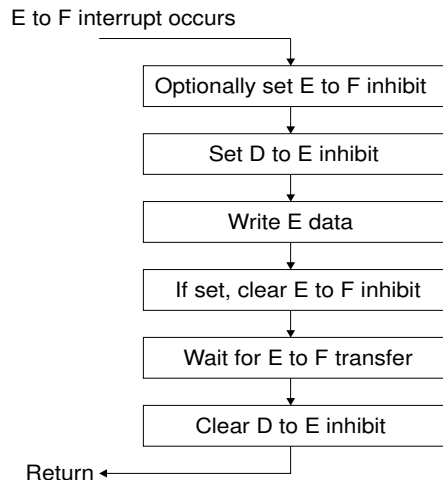 E to F interrupt occurs
Optionally set E to F inhibit
Set D to E inhibit
Write E data
If set, clear E to F inhibit
Wait for E to F transfer
Clear D to E inhibit
Return